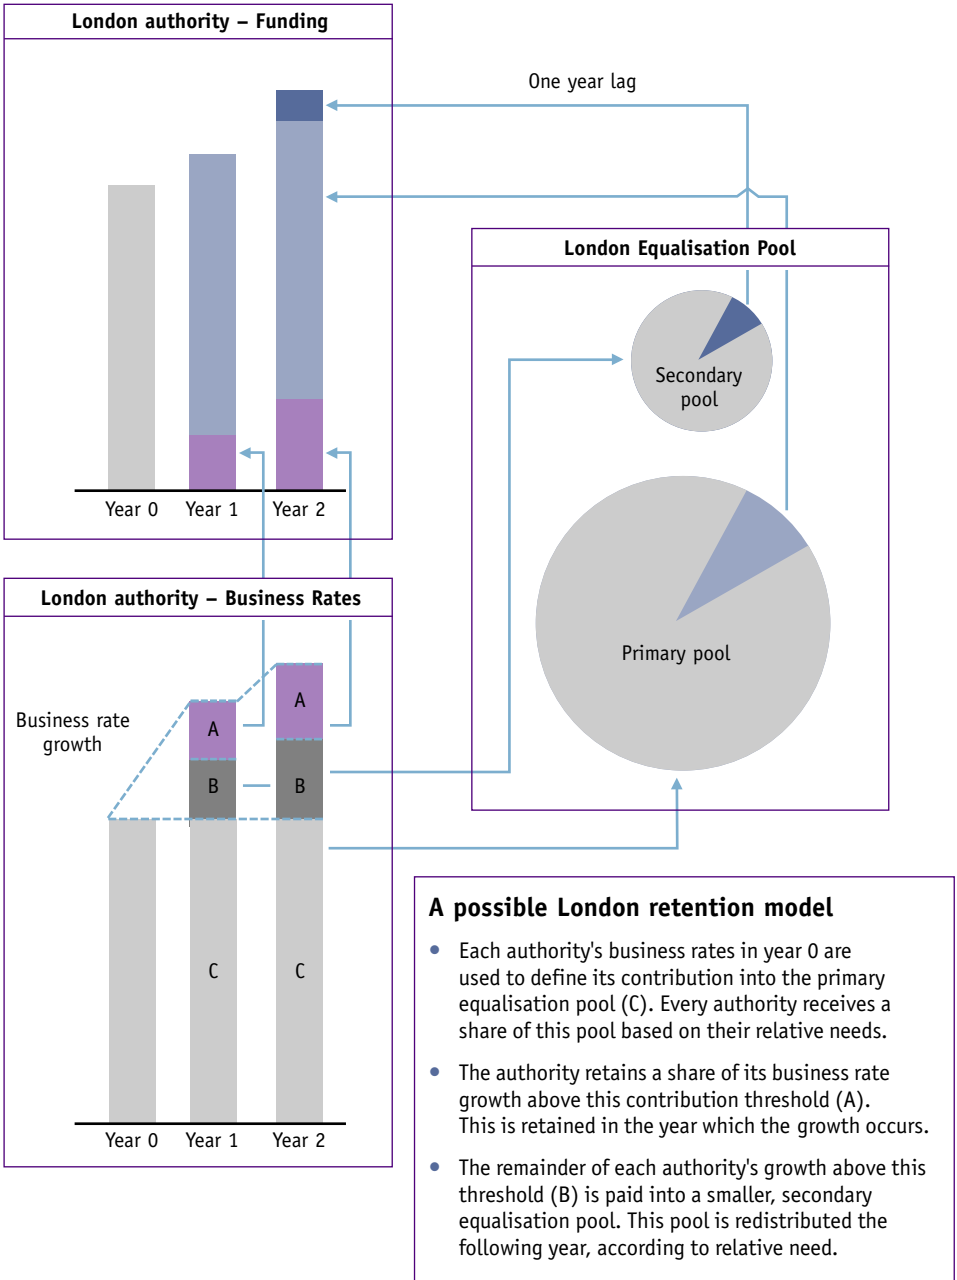 London authority – Funding
One year lag
Year 0 Year 1 Year 2
London Equalisation Pool
Secondary
pool
Primary pool
London authority – Business Rates
Business rate
growth
A
A
B
B
C
C
Year 0 Year 1 Year 2
A possible London retention model
• Each authority's business rates in year 0 are
used to define its contribution into the primary
equalisation pool (C). Every authority receives a
share of this pool based on their relative needs.
• The authority retains a share of its business rate
growth above this contribution threshold (A).
This is retained in the year which the growth occurs.
• The remainder of each authority's growth above this
threshold (B) is paid into a smaller, secondary
equalisation pool. This pool is redistributed the
following year, according to relative need.